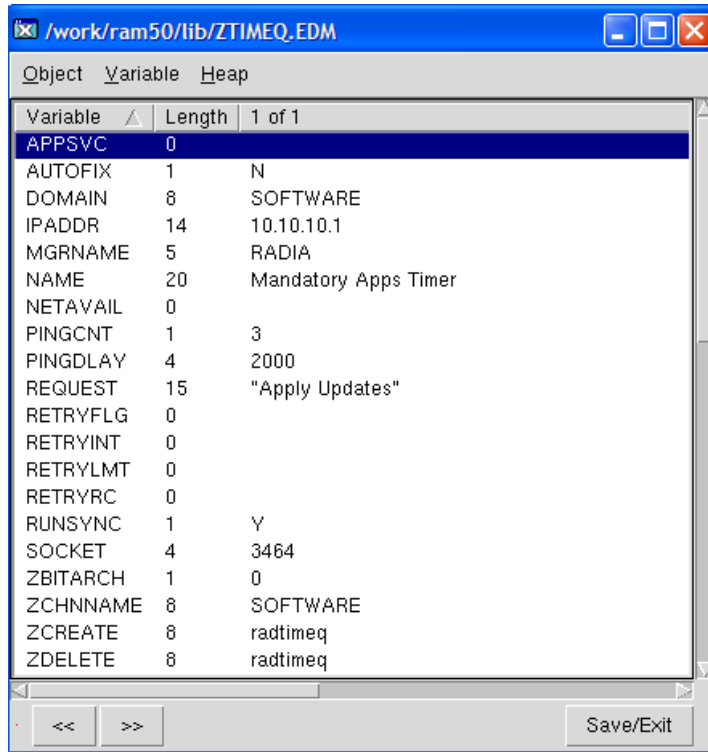 /work/ram50/lib/ZTIMEQ.EDM
Object Variable Heap
Variable Length 1 of 1
APPSVC 0
AUTOFIX 1 N
DOMAIN 8 SOFTWARE
IPADDR 14 10.10.10.1
MGRNAME 5 RADIA
NAME 20 Mandatory Apps Timer
NETAVAIL 0
PINGCNT 1 3
PINGDLAY 4 2000
REQUEST 15 "Apply Updates"
RETRYFLG 0
RETRYINT 0
RETRYLMT 0
RETRYRC 0
RUNSYNC 1 Y
SOCKET 4 3464
ZBITARCH 1 0
ZCHNNAME 8 SOFTWARE
ZCREATE 8 radtimeq
ZDELETE 8 radtimeq
<< >> Save/Exit